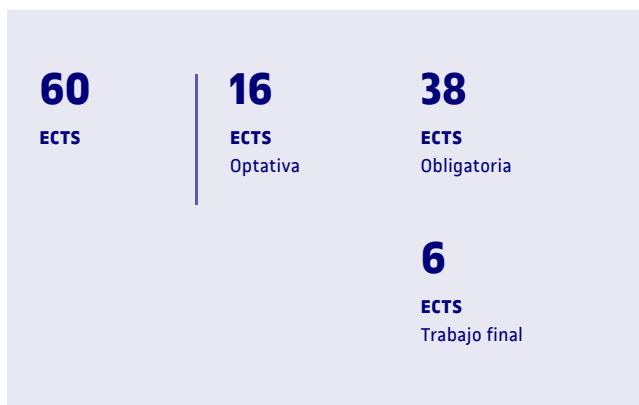 60
ECTS
16
ECTS
Optativa
38
ECTS
Obligatoria
6
ECTS
Trabajo final